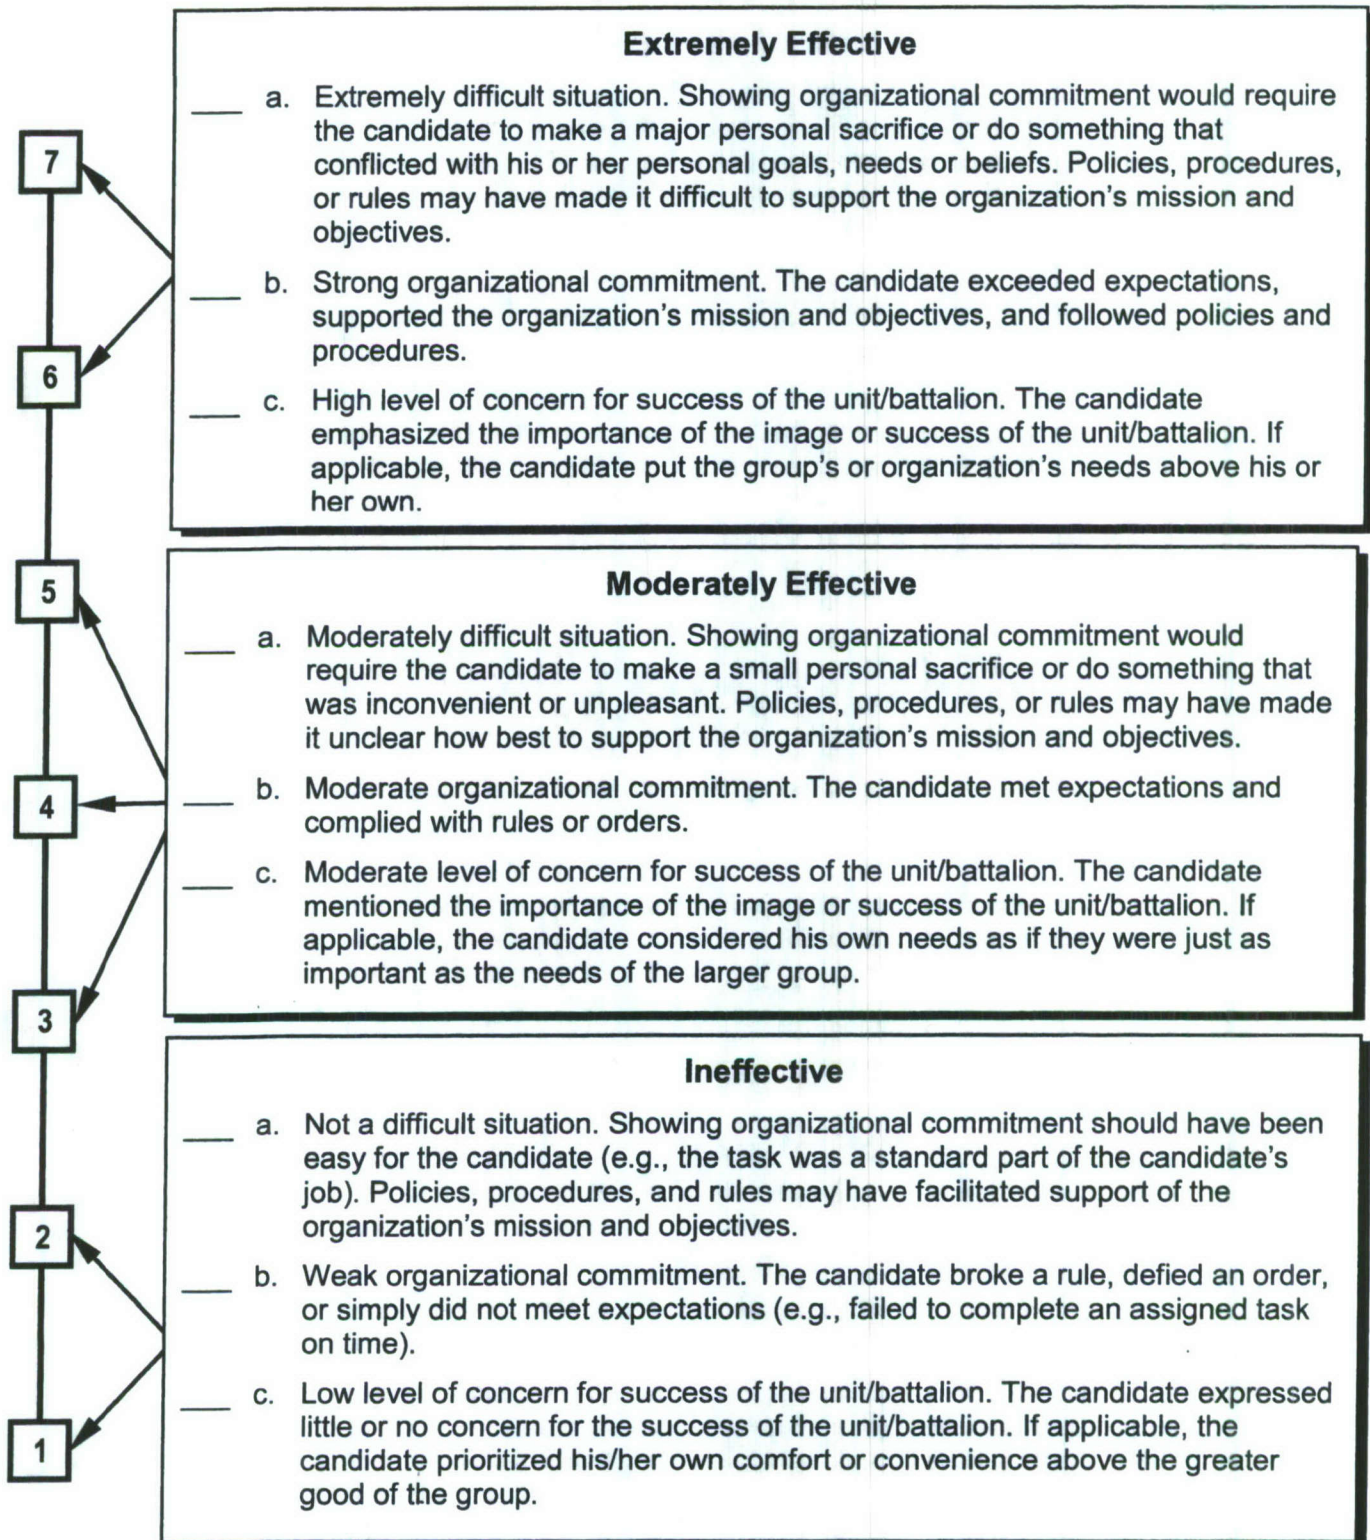 Extremely Effective
___ a. Extremely difficult situation. Showing organizational commitment would require
the candidate to make a major personal sacrifice or do something that
conflicted with his or her personal goals, needs or beliefs. Policies, procedures,
or rules may have made it difficult to support the organization's mission and
objectives.
___ b. Strong organizational commitment. The candidate exceeded expectations,
supported the organization's mission and objectives, and followed policies and
procedures.
___ c. High level of concern for success of the unit/battalion. The candidate
emphasized the importance of the image or success of the unit/battalion. If
applicable, the candidate put the group's or organization's needs above his or
her own.
7
6
Moderately Effective
___ a. Moderately difficult situation. Showing organizational commitment would
require the candidate to make a small personal sacrifice or do something that
was inconvenient or unpleasant. Policies, procedures, or rules may have made
it unclear how best to support the organization's mission and objectives.
___ b. Moderate organizational commitment. The candidate met expectations and
complied with rules or orders.
___ c. Moderate level of concern for success of the unit/battalion. The candidate
mentioned the importance of the image or success of the unit/battalion. If
applicable, the candidate considered his own needs as if they were just as
important as the needs of the larger group.
5
4
3
Ineffective
___ a. Not a difficult situation. Showing organizational commitment should have been
easy for the candidate (e.g., the task was a standard part of the candidate's
job). Policies, procedures, and rules may have facilitated support of the
organization's mission and objectives.
___ b. Weak organizational commitment. The candidate broke a rule, defied an order,
or simply did not meet expectations (e.g., failed to complete an assigned task
on time).
___ c. Low level of concern for success of the unit/battalion. The candidate expressed
little or no concern for the success of the unit/battalion. If applicable, the
candidate prioritized his/her own comfort or convenience above the greater
good of the group.
2
1